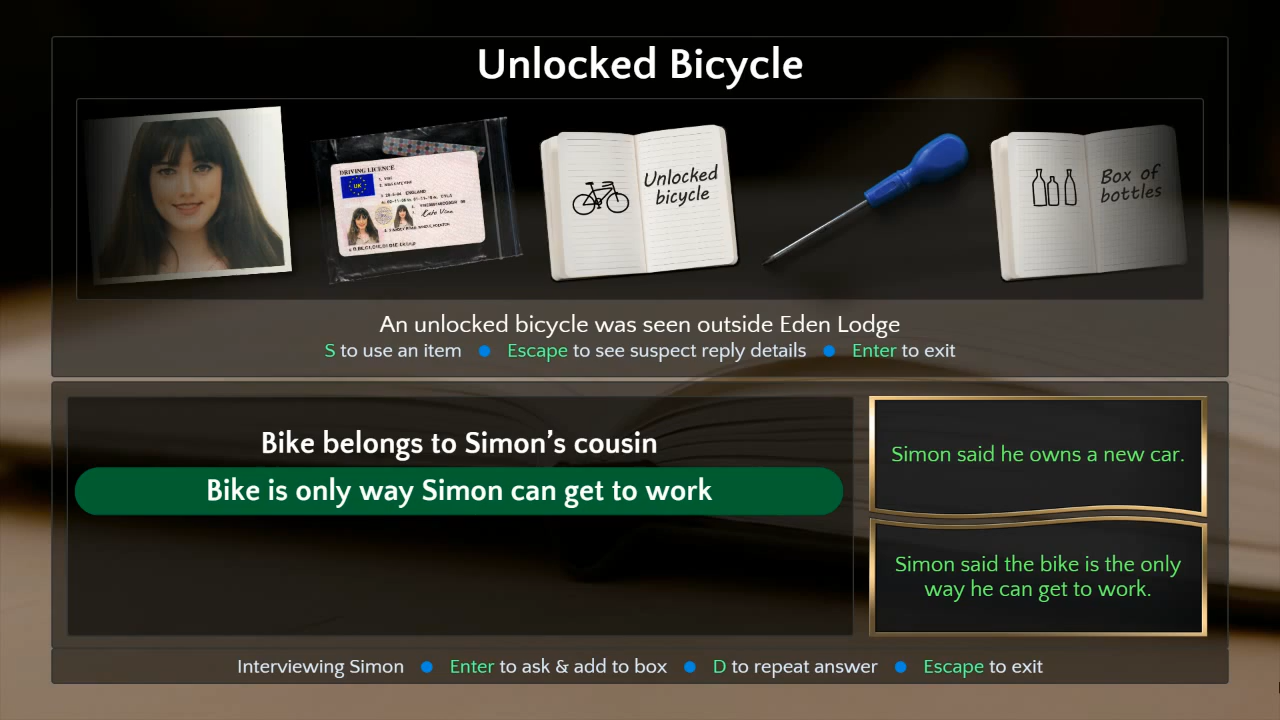 Unlocked Bicycle
DRIVING LICENCE
UK
Unlocked
bicycle
Box of
bottles
An unlocked bicycle was seen outside Eden Lodge
S to use an item Escape to see suspect reply details Enter to exit
Bike belongs to Simon’s cousin
Bike is only way Simon can get to work
Simon said he owns a new car.
Simon said the bike is the only
way he can get to work.
Interviewing Simon Enter to ask & add to box D to repeat answer Escape to exit